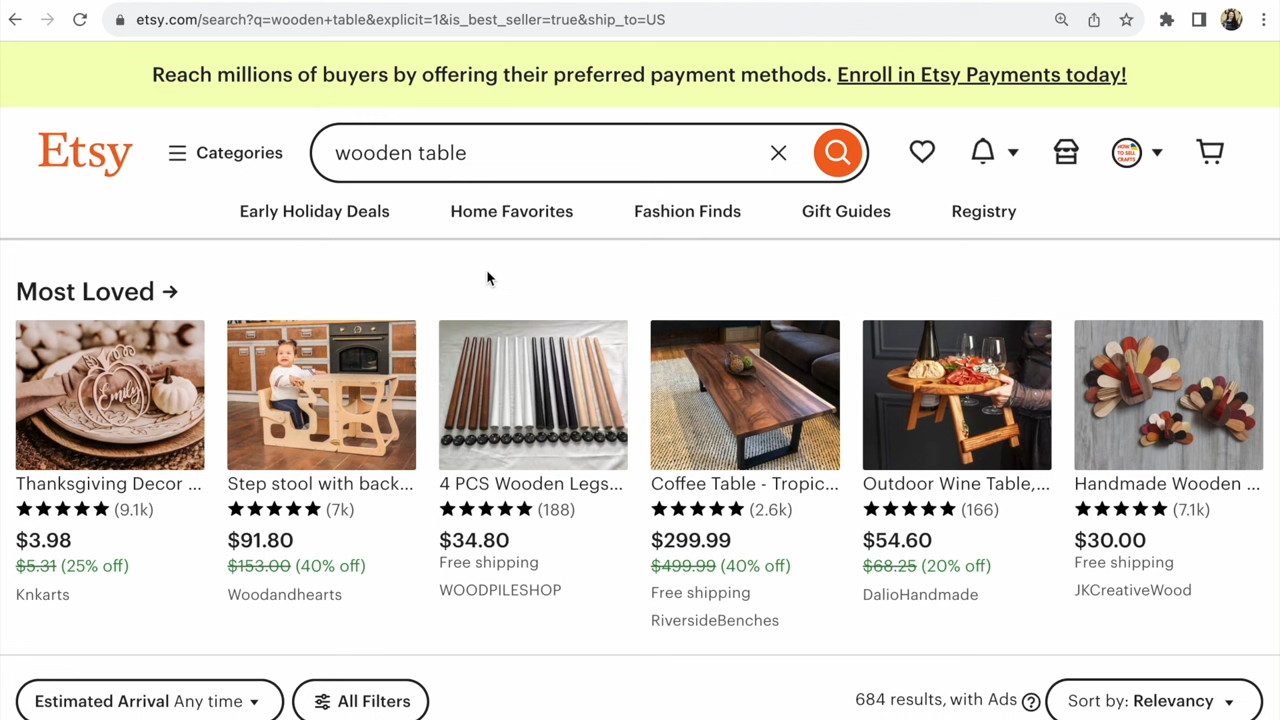 etsy.com/search?q=wooden+table&explicit=1&is_best_seller=true&ship_to=US
Reach millions of buyers by offering their preferred payment methods. Enroll in Etsy Payments today!
Etsy
Categories
wooden table
HOW TO SELL CRAFTS
Early Holiday Deals
Home Favorites
Fashion Finds
Gift Guides
Registry
Most Loved →
Emily
Thanksgiving Decor ...
(9.1k)
$3.98
$5.31 (25% off)
Knkarts
Step stool with back...
(7k)
$91.80
$153.00 (40% off)
Woodandhearts
4 PCS Wooden Legs...
(188)
$34.80
Free shipping
WOODPILESHOP
Coffee Table - Tropic...
(2.6k)
$299.99
$499.99 (40% off)
Free shipping
RiversideBenches
Outdoor Wine Table,...
(166)
$54.60
$68.25 (20% off)
DalioHandmade
Handmade Wooden ...
(7.1k)
$30.00
Free shipping
JKCreativeWood
Estimated Arrival Any time
All Filters
684 results, with Ads ?
Sort by: Relevancy